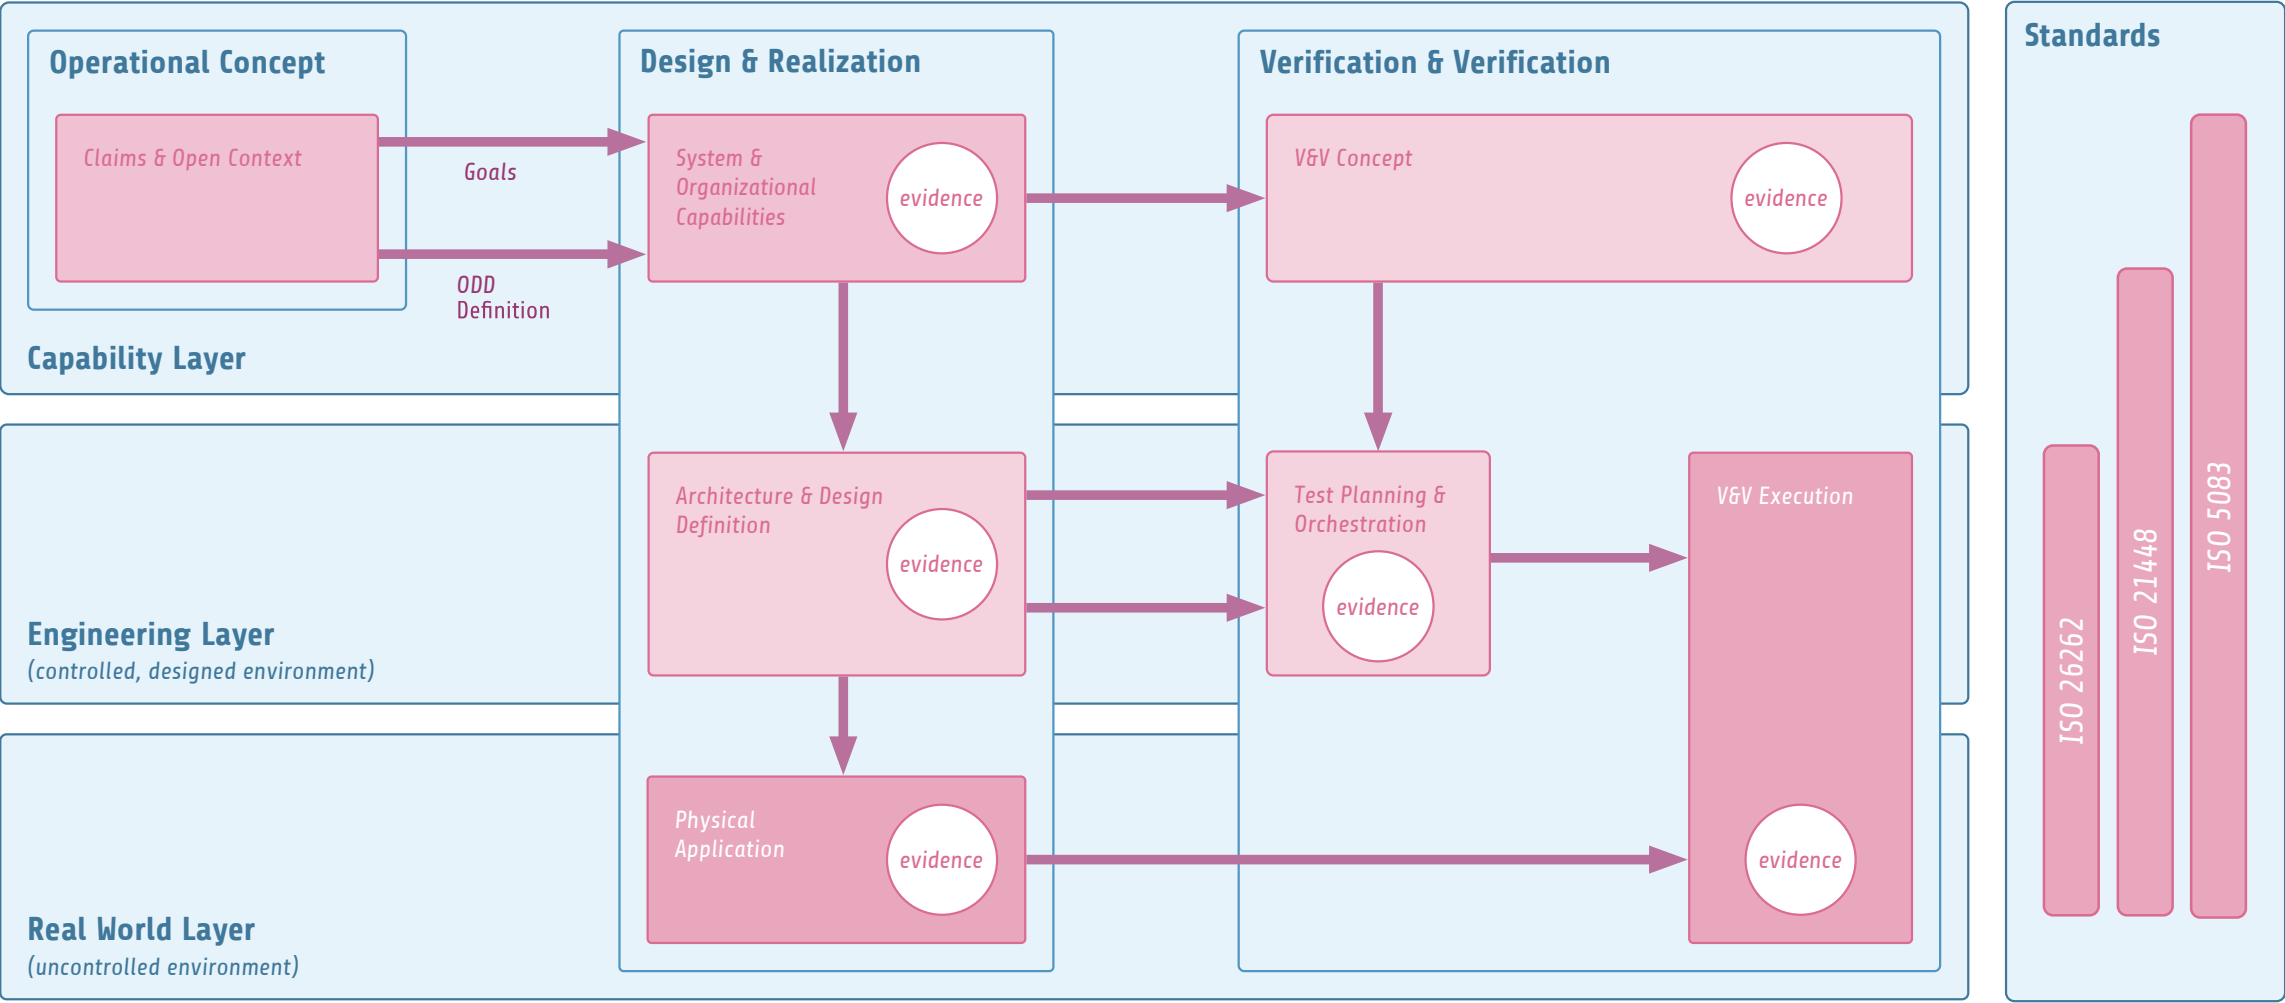 Operational Concept
Claims & Open Context
Goals
ODD
Definition
Capability Layer
Design & Realization
System &
Organizational
Capabilities
evidence
Verification & Verification
V&V Concept
evidence
Engineering Layer
(controlled, designed environment)
Architecture & Design
Definition
evidence
Test Planning &
Orchestration
evidence
V&V Execution
evidence
Real World Layer
(uncontrolled environment)
Physical
Application
evidence
Standards
ISO 26262
ISO 21448
ISO 5083